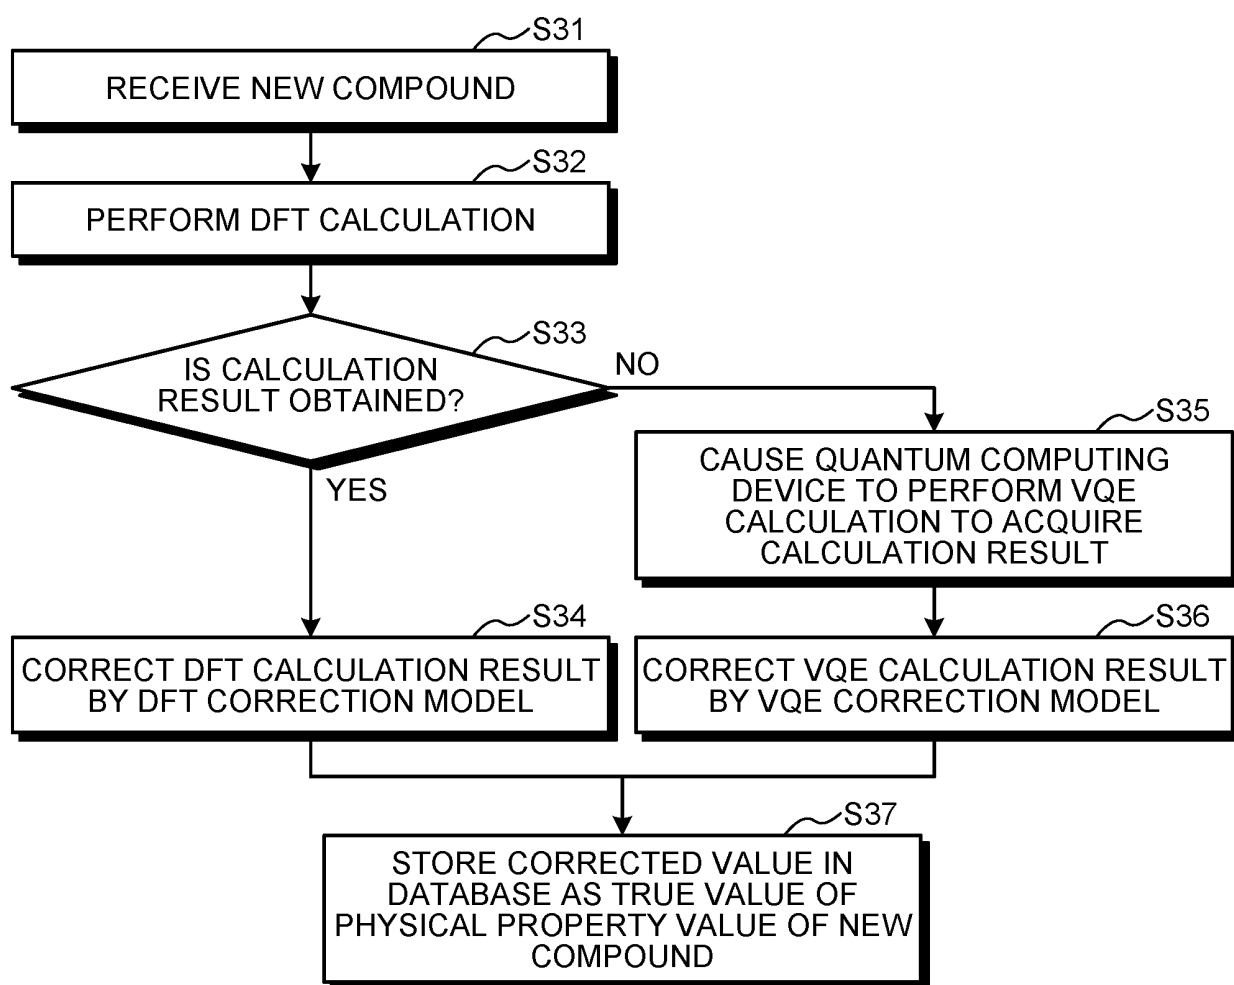 S31
RECEIVE NEW COMPOUND
S32
PERFORM DFT CALCULATION
S33
IS CALCULATION
RESULT OBTAINED?
NO
YES
S35
CAUSE QUANTUM COMPUTING
DEVICE TO PERFORM VQE
CALCULATION TO ACQUIRE
CALCULATION RESULT
S34
CORRECT DFT CALCULATION RESULT
BY DFT CORRECTION MODEL
S36
CORRECT VQE CALCULATION RESULT
BY VQE CORRECTION MODEL
S37
STORE CORRECTED VALUE IN
DATABASE AS TRUE VALUE OF
PHYSICAL PROPERTY VALUE OF NEW
COMPOUND